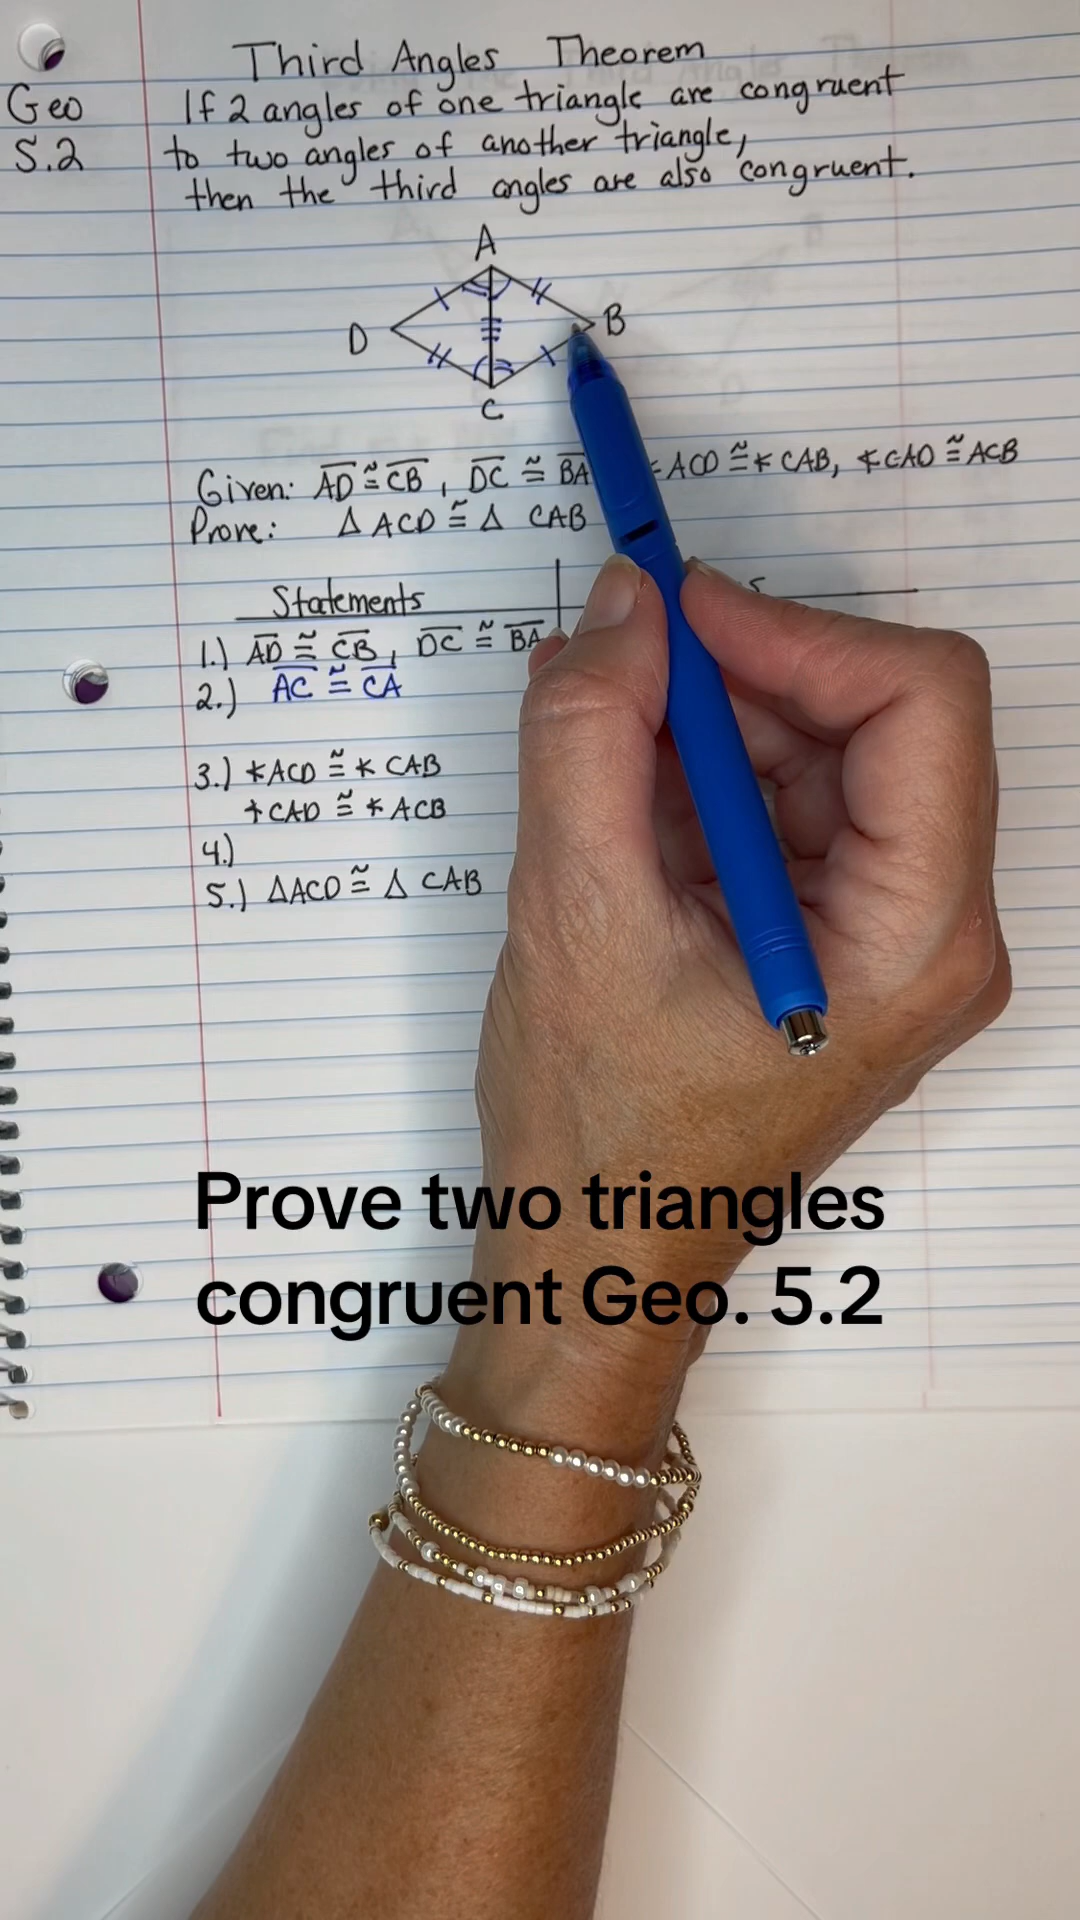 Third Angles Theorem
Geo If 2 angles of one triangle are congruent
5.2 to two angles of another triangle,
then the third angles are also congruent.
A
D B
C
Given: AD ≅ CB, DC ≅ BA ACD ≅ ∢ CAB, ∢CAD ≅ ACB
Prove: Δ ACD ≅ Δ CAB
Statements
1.) AD ≅ CB, DC ≅ BA
2.) AC ≅ CA
3.) ∢ACD ≅ ∢ CAB
∢CAD ≅ ∢ ACB
4.)
5.) ΔACD ≅ Δ CAB
Prove two triangles
congruent Geo. 5.2